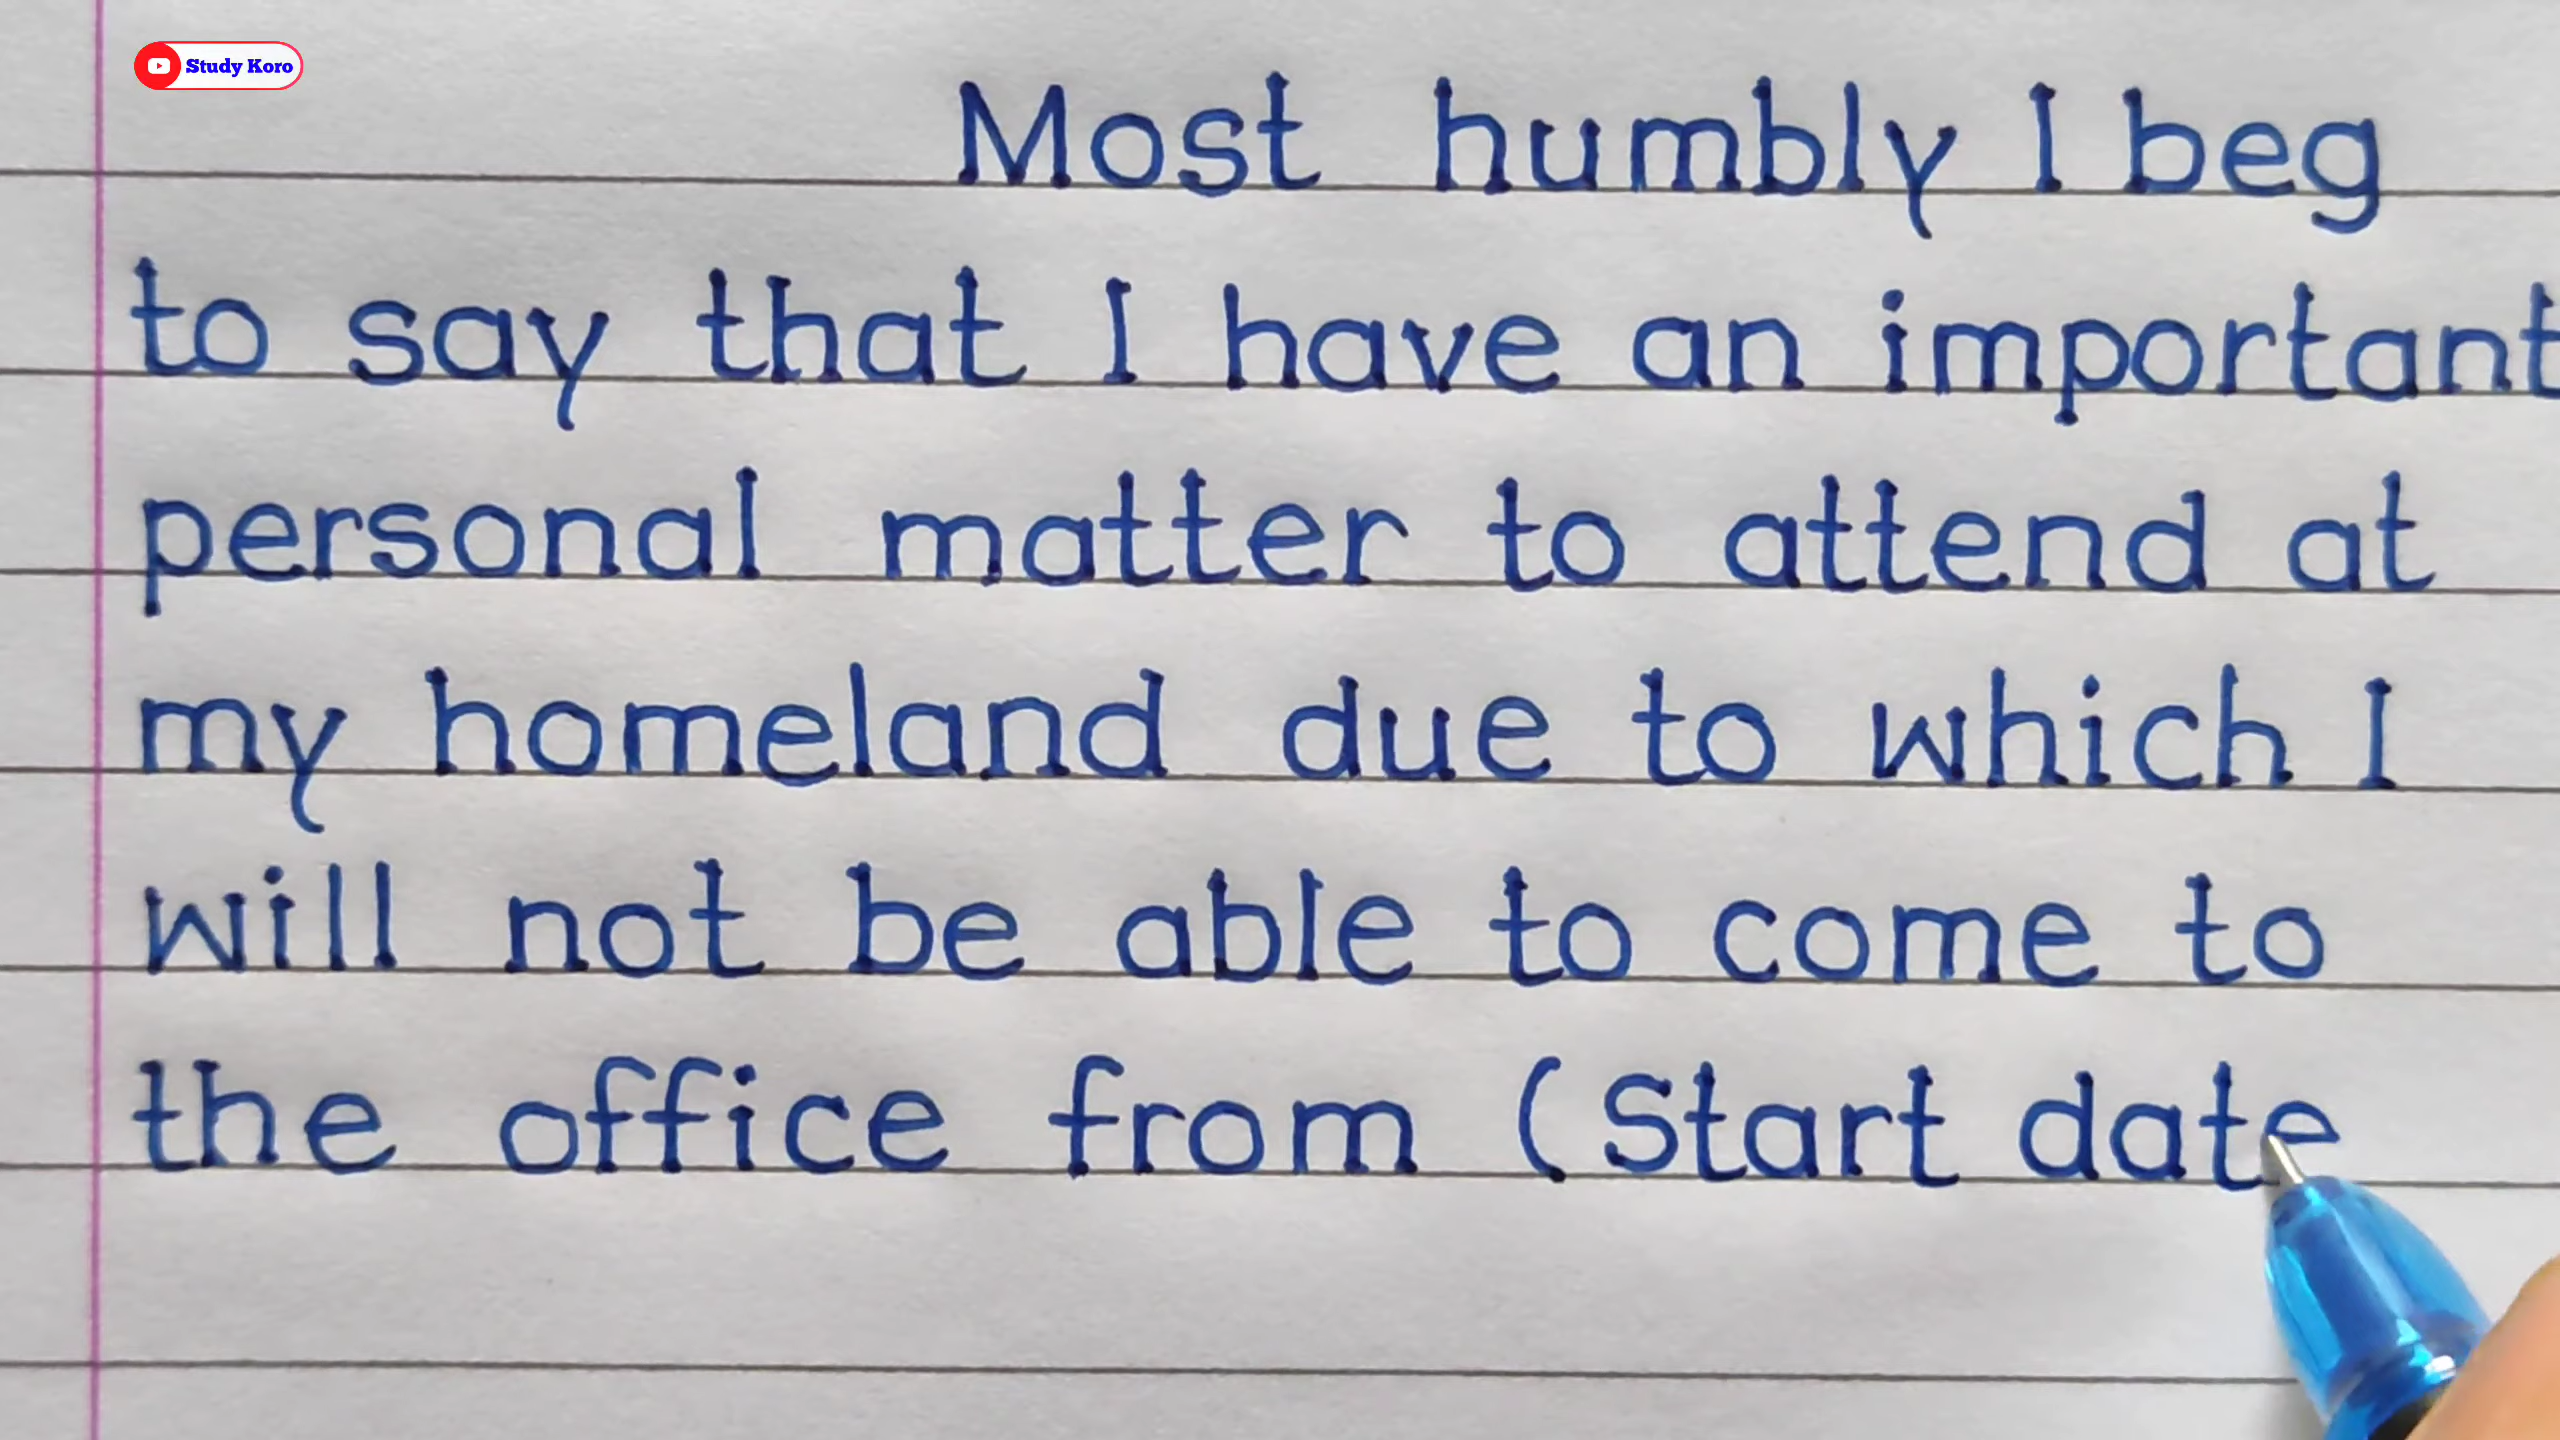 Study Koro
Most humbly I beg
to say that I have an important
personal matter to attend at
my homeland due to which I
will not be able to come to
the office from (Start date